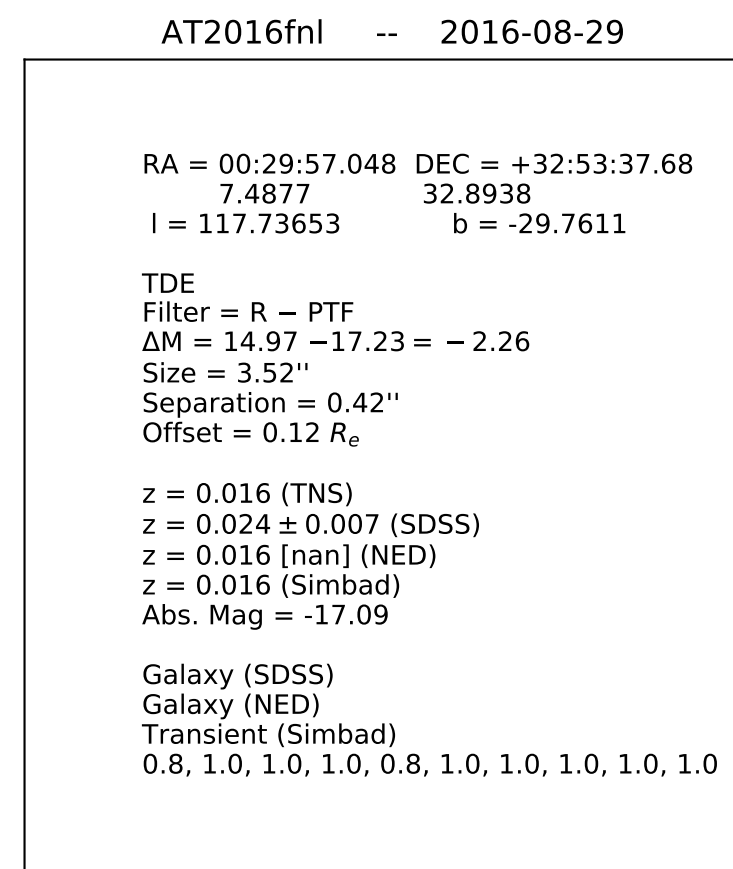 AT2016fnl -- 2016-08-29
RA = 00:29:57.048 DEC = +32:53:37.68
7.4877 32.8938
l = 117.73653 b = -29.7611
TDE
Filter = R − PTF
ΔM = 14.97 −17.23 = − 2.26
Size = 3.52''
Separation = 0.42''
Offset = 0.12 Rₑ
z = 0.016 (TNS)
z = 0.024 ± 0.007 (SDSS)
z = 0.016 [nan] (NED)
z = 0.016 (Simbad)
Abs. Mag = -17.09
Galaxy (SDSS)
Galaxy (NED)
Transient (Simbad)
0.8, 1.0, 1.0, 1.0, 0.8, 1.0, 1.0, 1.0, 1.0, 1.0